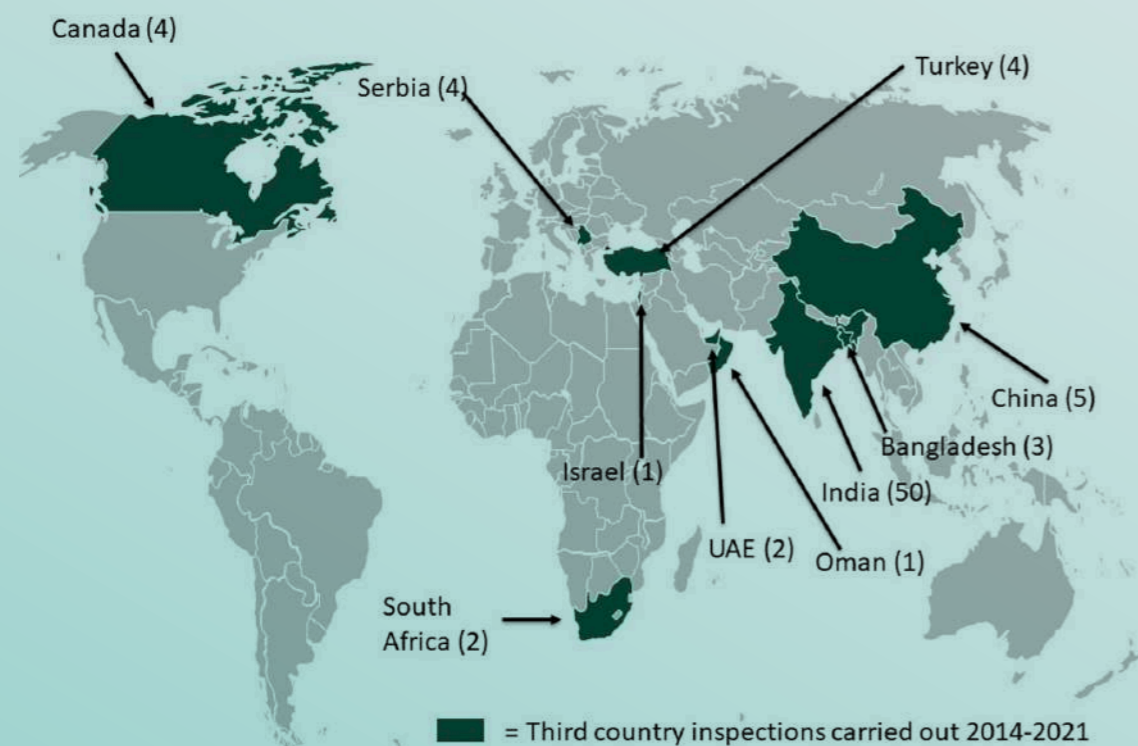 Canada (4)
Serbia (4)
Turkey (4)
China (5)
Bangladesh (3)
Israel (1)
India (50)
UAE (2)
Oman (1)
South
Africa (2)
= Third country inspections carried out 2014-2021